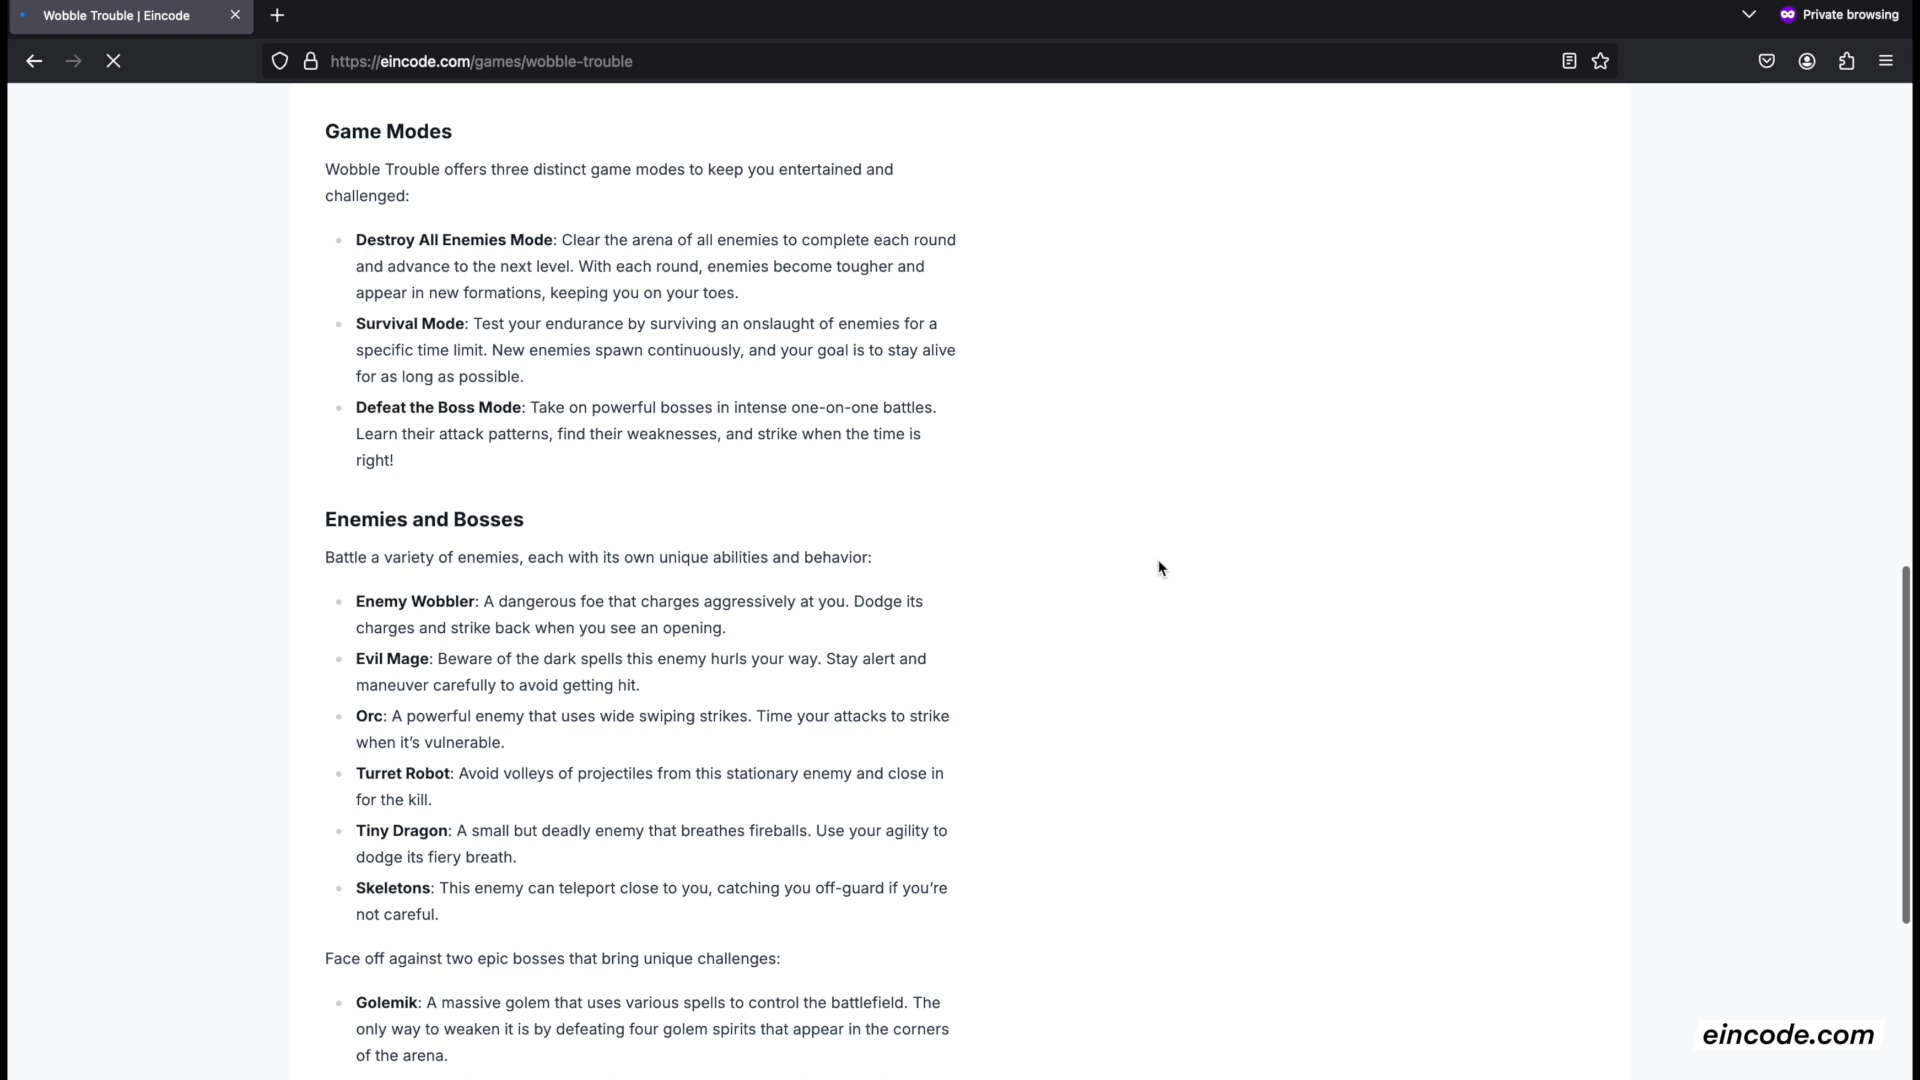 Wobble Trouble | Eincode
Private browsing
https://eincode.com/games/wobble-trouble
Game Modes
Wobble Trouble offers three distinct game modes to keep you entertained and
challenged:
Destroy All Enemies Mode: Clear the arena of all enemies to complete each round
and advance to the next level. With each round, enemies become tougher and
appear in new formations, keeping you on your toes.
Survival Mode: Test your endurance by surviving an onslaught of enemies for a
specific time limit. New enemies spawn continuously, and your goal is to stay alive
for as long as possible.
Defeat the Boss Mode: Take on powerful bosses in intense one-on-one battles.
Learn their attack patterns, find their weaknesses, and strike when the time is
right!
Enemies and Bosses
Battle a variety of enemies, each with its own unique abilities and behavior:
Enemy Wobbler: A dangerous foe that charges aggressively at you. Dodge its
charges and strike back when you see an opening.
Evil Mage: Beware of the dark spells this enemy hurls your way. Stay alert and
maneuver carefully to avoid getting hit.
Orc: A powerful enemy that uses wide swiping strikes. Time your attacks to strike
when it’s vulnerable.
Turret Robot: Avoid volleys of projectiles from this stationary enemy and close in
for the kill.
Tiny Dragon: A small but deadly enemy that breathes fireballs. Use your agility to
dodge its fiery breath.
Skeletons: This enemy can teleport close to you, catching you off-guard if you’re
not careful.
Face off against two epic bosses that bring unique challenges:
Golemik: A massive golem that uses various spells to control the battlefield. The
only way to weaken it is by defeating four golem spirits that appear in the corners
of the arena.
eincode.com